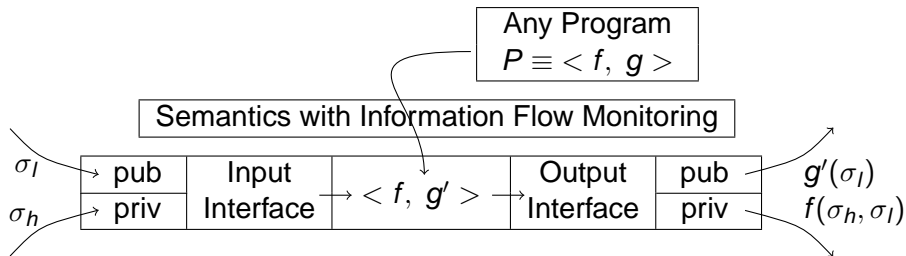 Any Program
P ≡ < f, g >
Semantics with Information Flow Monitoring
σl
pub
Input
Interface
< f, g′ >
Output
Interface
pub
g′(σl)
σh
priv
priv
f(σh, σl)